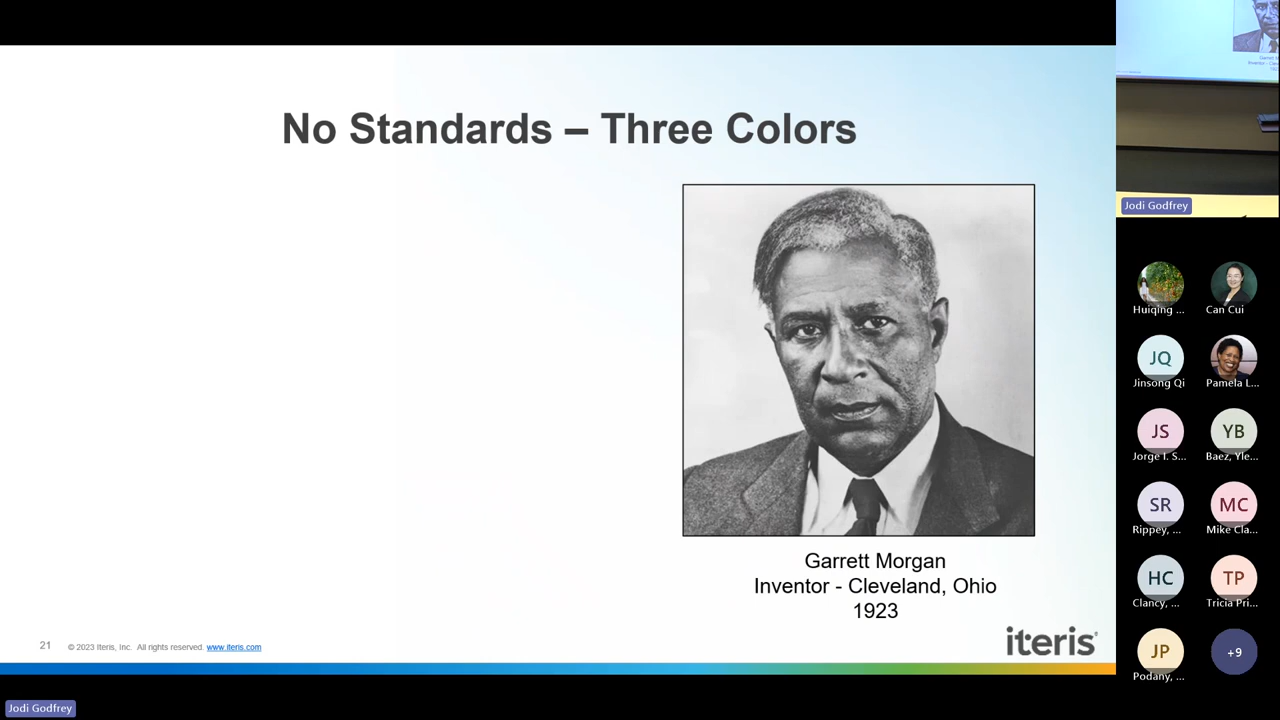 No Standards – Three Colors
Garrett Morgan
Inventor - Cleveland, Ohio
1923
21
© 2023 Iteris, Inc. All rights reserved. www.iteris.com
iteris
Jodi Godfrey
Jodi Godfrey
Huiqing ...
Can Cui
JQ
Jinsong Qi
Pamela L...
JS
Jorge I. S...
YB
Baez, Yle...
SR
Rippey, ...
MC
Mike Cla...
HC
Clancy, ...
TP
Tricia Pri...
JP
Podany, ...
+9